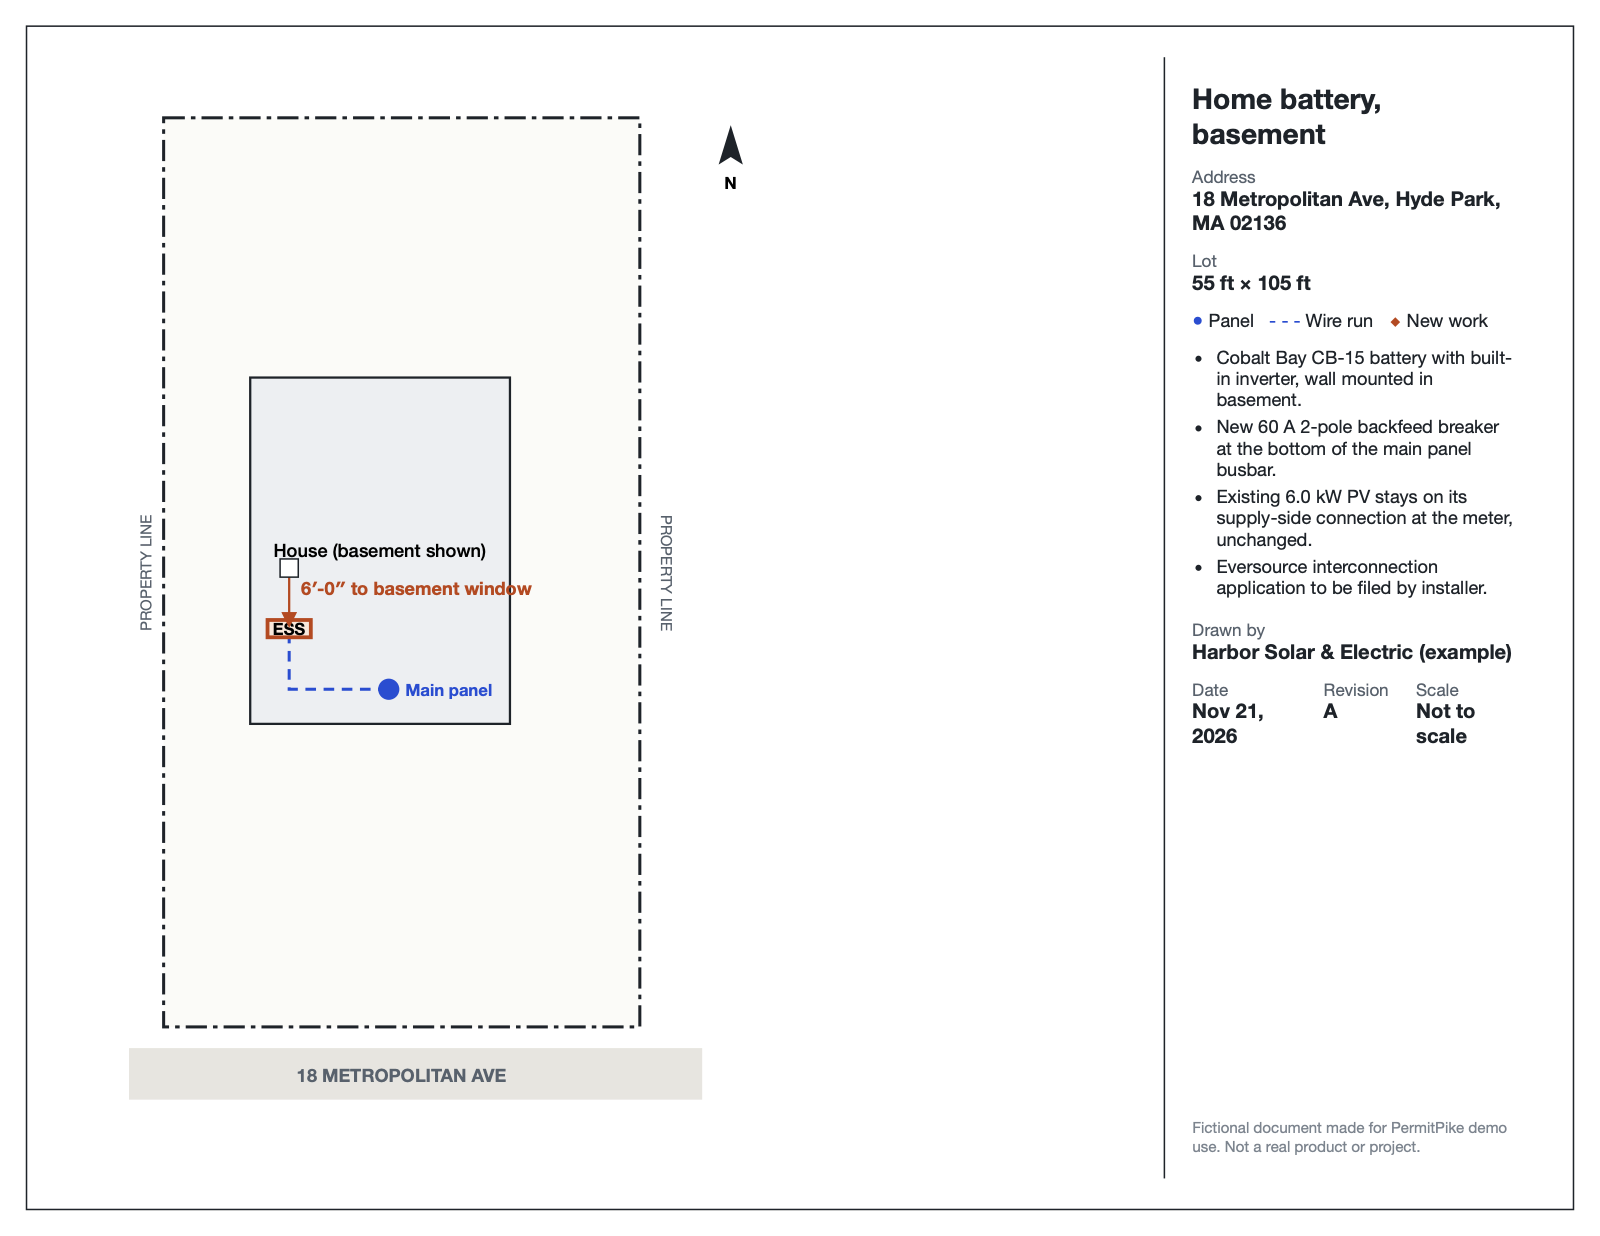 PROPERTY LINE
House (basement shown)
6′-0″ to basement window
ESS
Main panel
PROPERTY LINE
N
18 METROPOLITAN AVE
Home battery,
basement
Address
18 Metropolitan Ave, Hyde Park,
MA 02136
Lot
55 ft × 105 ft
Panel
Wire run
New work
• Cobalt Bay CB-15 battery with built-
in inverter, wall mounted in
basement.
• New 60 A 2-pole backfeed breaker
at the bottom of the main panel
busbar.
• Existing 6.0 kW PV stays on its
supply-side connection at the meter,
unchanged.
• Eversource interconnection
application to be filed by installer.
Drawn by
Harbor Solar & Electric (example)
Date
Nov 21,
2026
Revision
A
Scale
Not to
scale
Fictional document made for PermitPike demo
use. Not a real product or project.